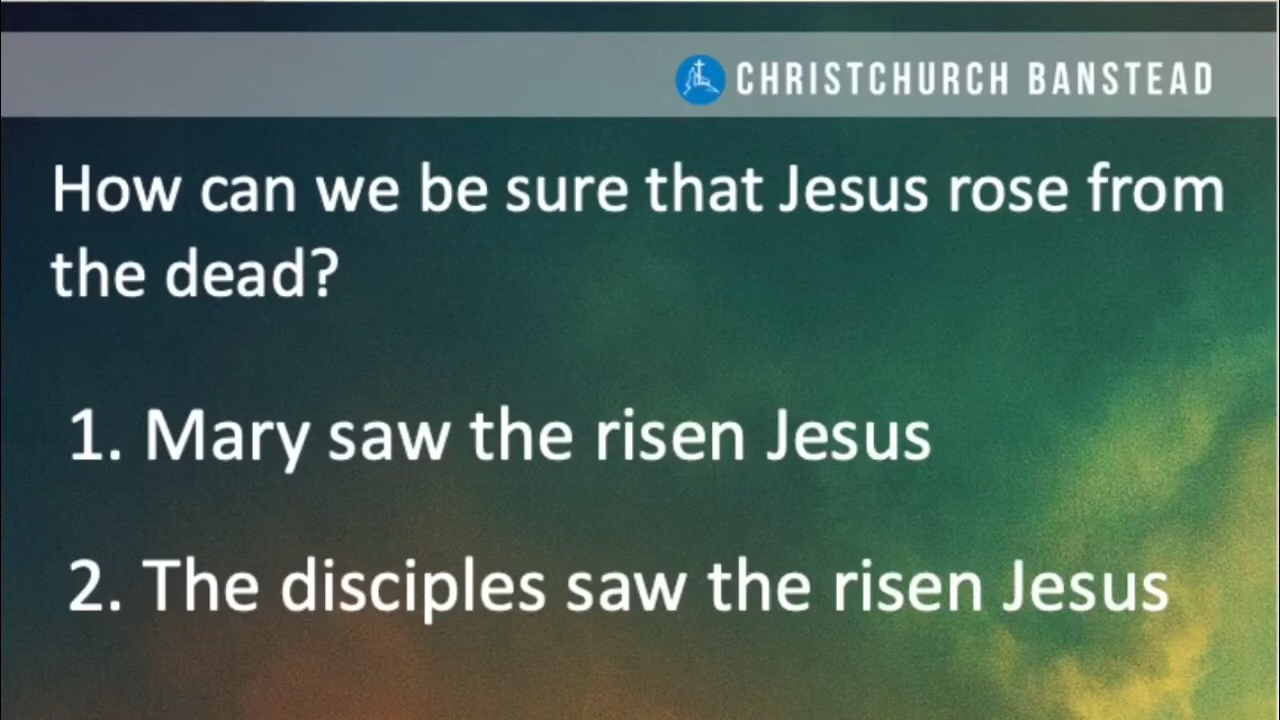 CHRISTCHURCH BANSTEAD
How can we be sure that Jesus rose from
the dead?
1. Mary saw the risen Jesus
2. The disciples saw the risen Jesus